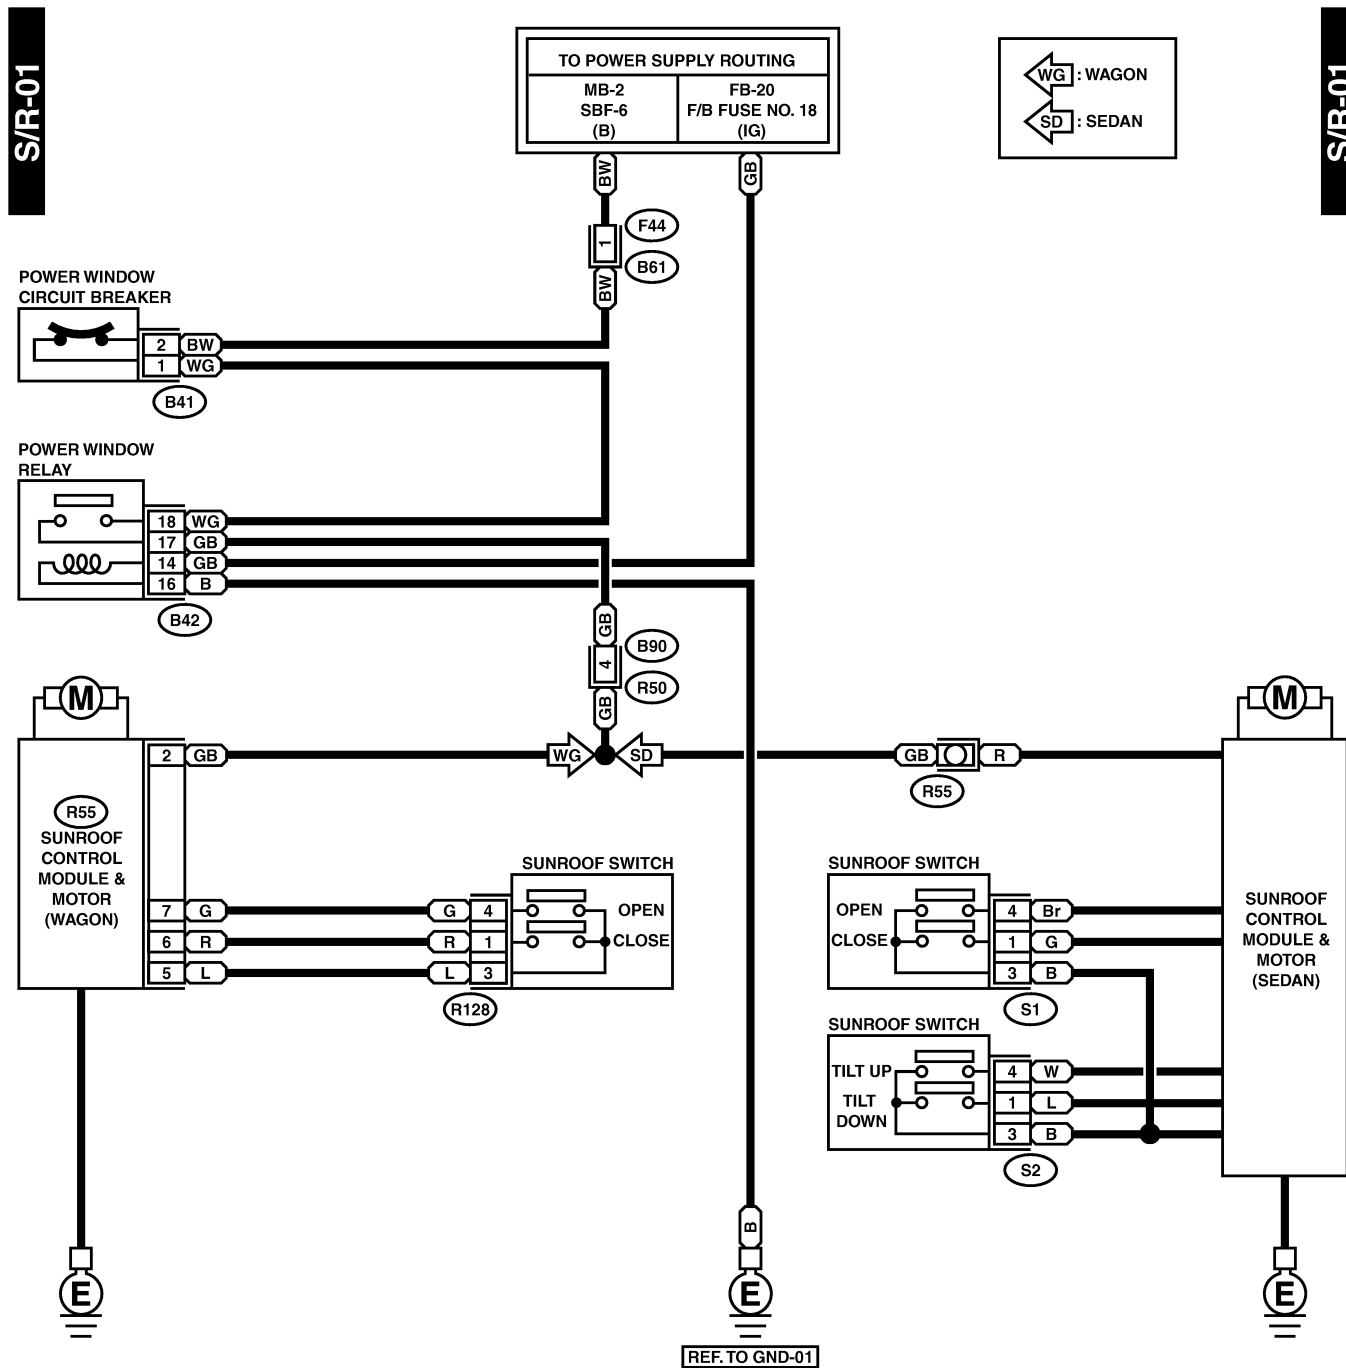 S/R-01
S/R-01
TO POWER SUPPLY ROUTING
MB-2
SBF-6
(B)
FB-20
F/B FUSE NO. 18
(IG)
WG : WAGON
SD : SEDAN
BW
GB
1
F44
B61
BW
POWER WINDOW
CIRCUIT BREAKER
2 BW
1 WG
B41
POWER WINDOW
RELAY
18 WG
17 GB
14 GB
16 B
B42
GB
4
B90
R50
GB
M
M
2 GB
WG
SD
GB
R
R55
R55
SUNROOF
CONTROL
MODULE &
MOTOR
(WAGON)
7 G
6 R
5 L
G 4
R 1
L 3
R128
SUNROOF SWITCH
OPEN
CLOSE
SUNROOF SWITCH
OPEN
CLOSE
4 Br
1 G
3 B
S1
SUNROOF SWITCH
TILT UP
TILT
DOWN
4 W
1 L
3 B
S2
SUNROOF
CONTROL
MODULE &
MOTOR
(SEDAN)
B
E
E
E
REF. TO GND-01